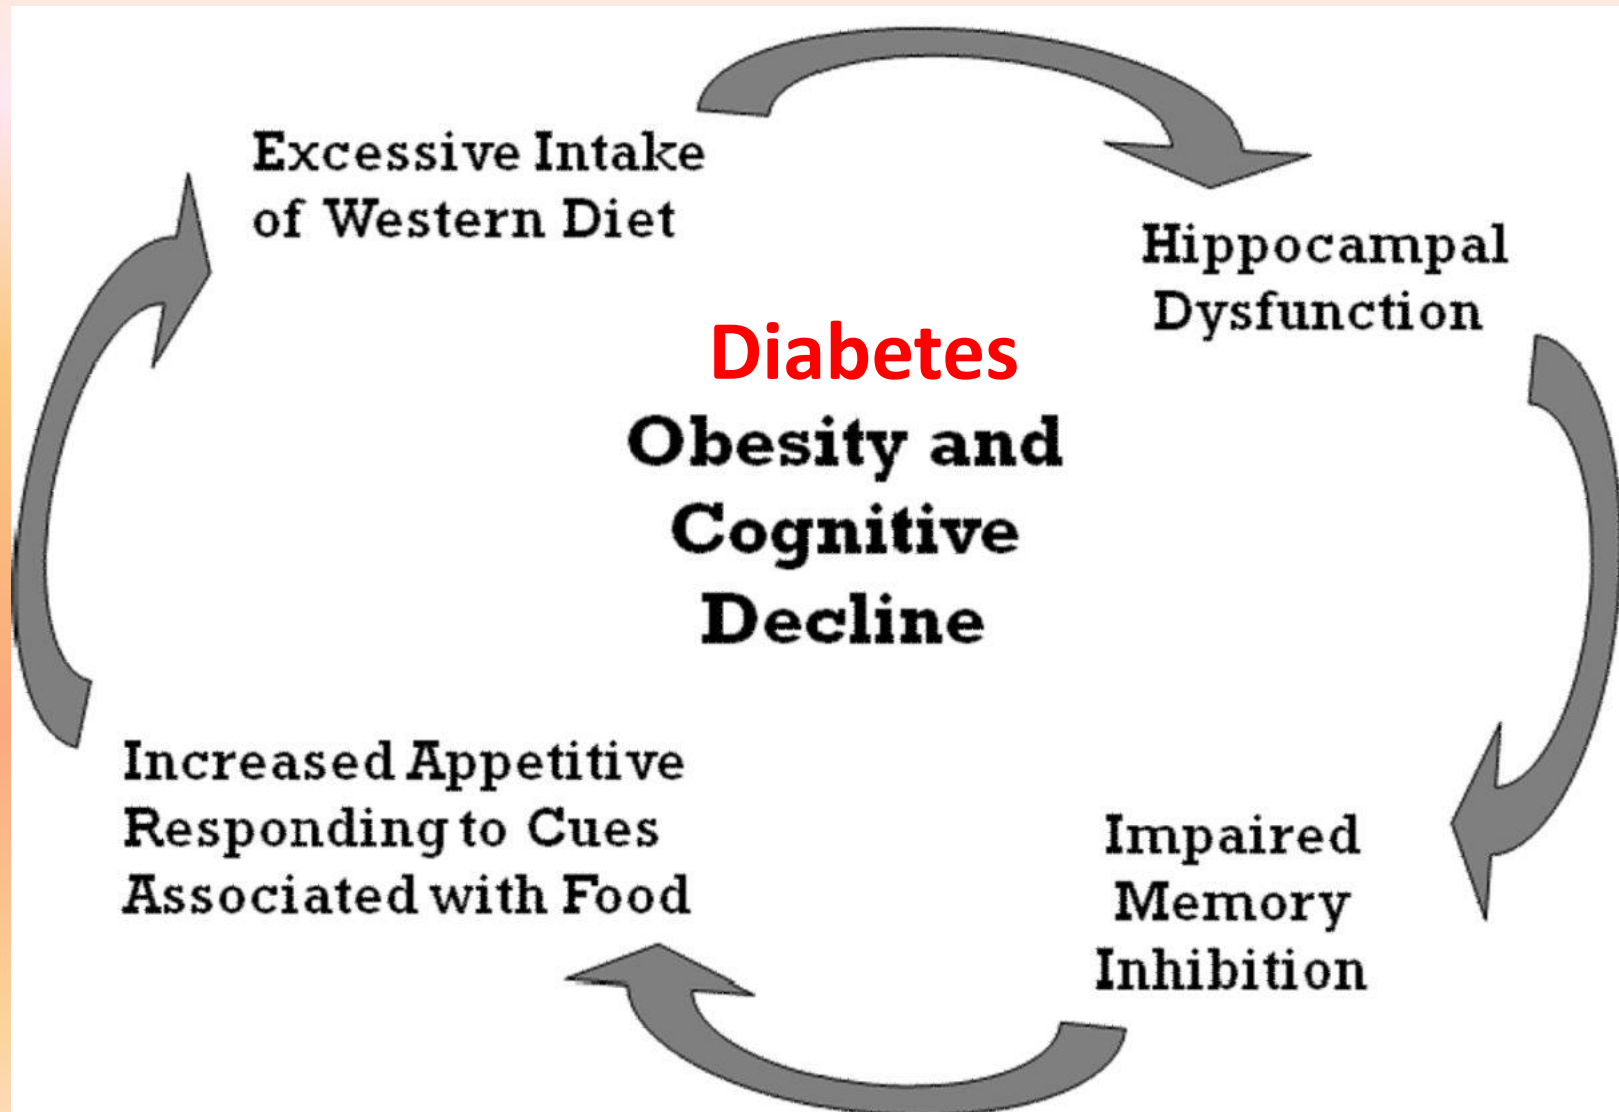 Excessive Intake
of Western Diet
Hippocampal
Dysfunction
Diabetes
Obesity and
Cognitive
Decline
Increased Appetitive
Responding to Cues
Associated with Food
Impaired
Memory
Inhibition